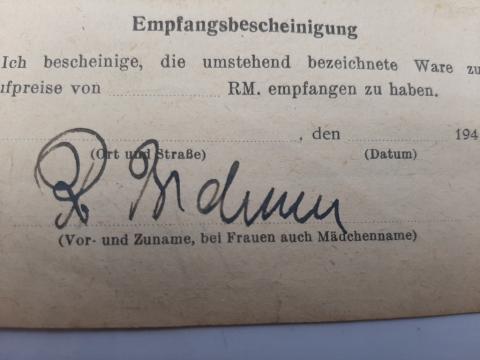 Empfangsbescheinigung
Ich bescheinige, die umstehend bezeichnete Ware zu
ufpreise von RM. empfangen zu haben.
, den 194
(Ort und Straße) (Datum)
(Vor- und Zuname, bei Frauen auch Mädchenname)